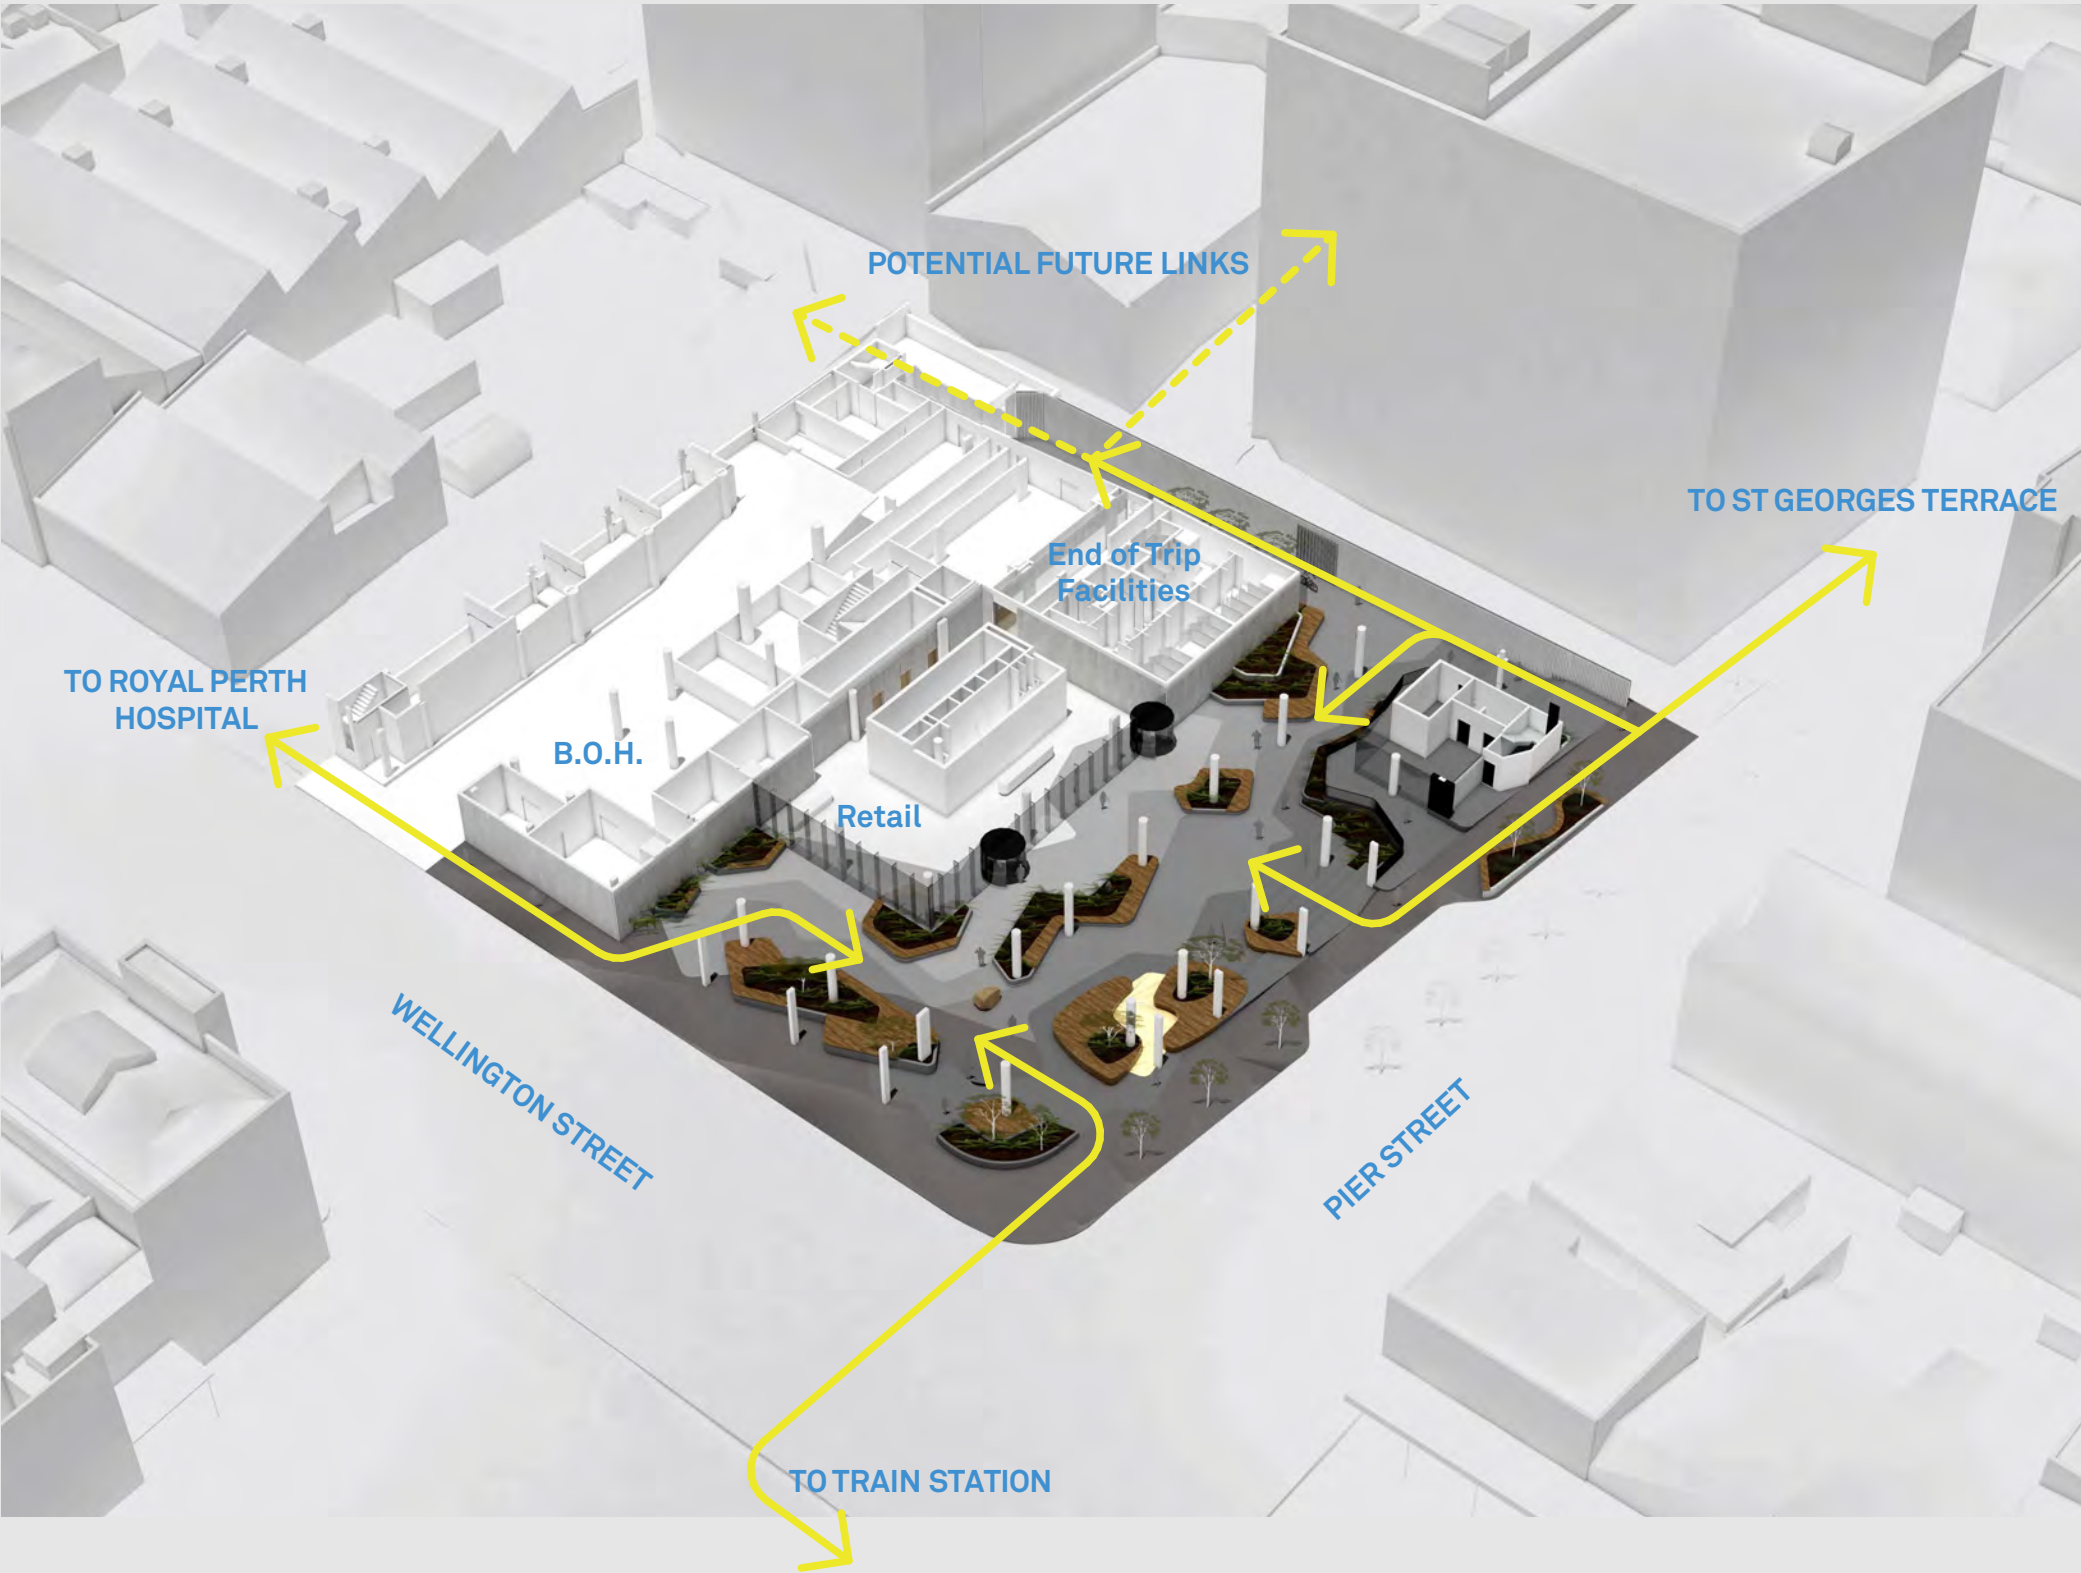 POTENTIAL FUTURE LINKS
TO ST GEORGES TERRACE
End of Trip
Facilities
TO ROYAL PERTH
HOSPITAL
B.O.H.
Retail
WELLINGTON STREET
PIER STREET
TO TRAIN STATION